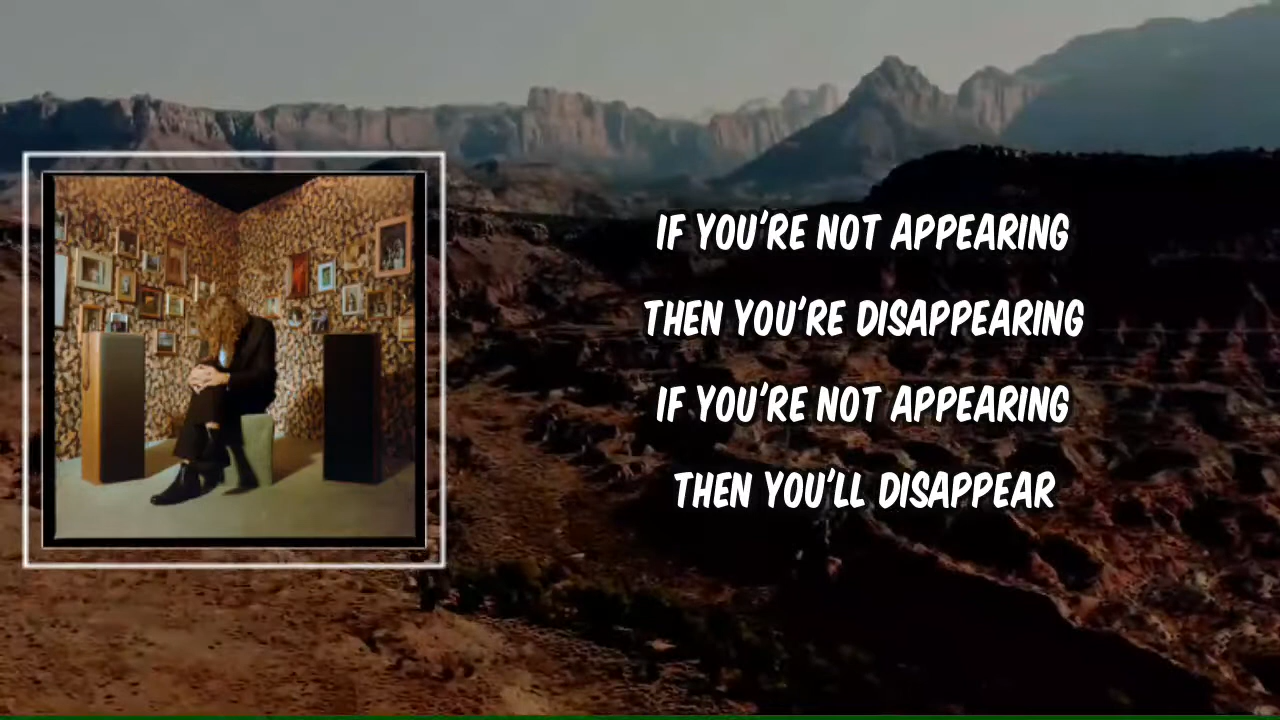 IF YOU'RE NOT APPEARING
THEN YOU'RE DISAPPEARING
IF YOU'RE NOT APPEARING
THEN YOU'LL DISAPPEAR